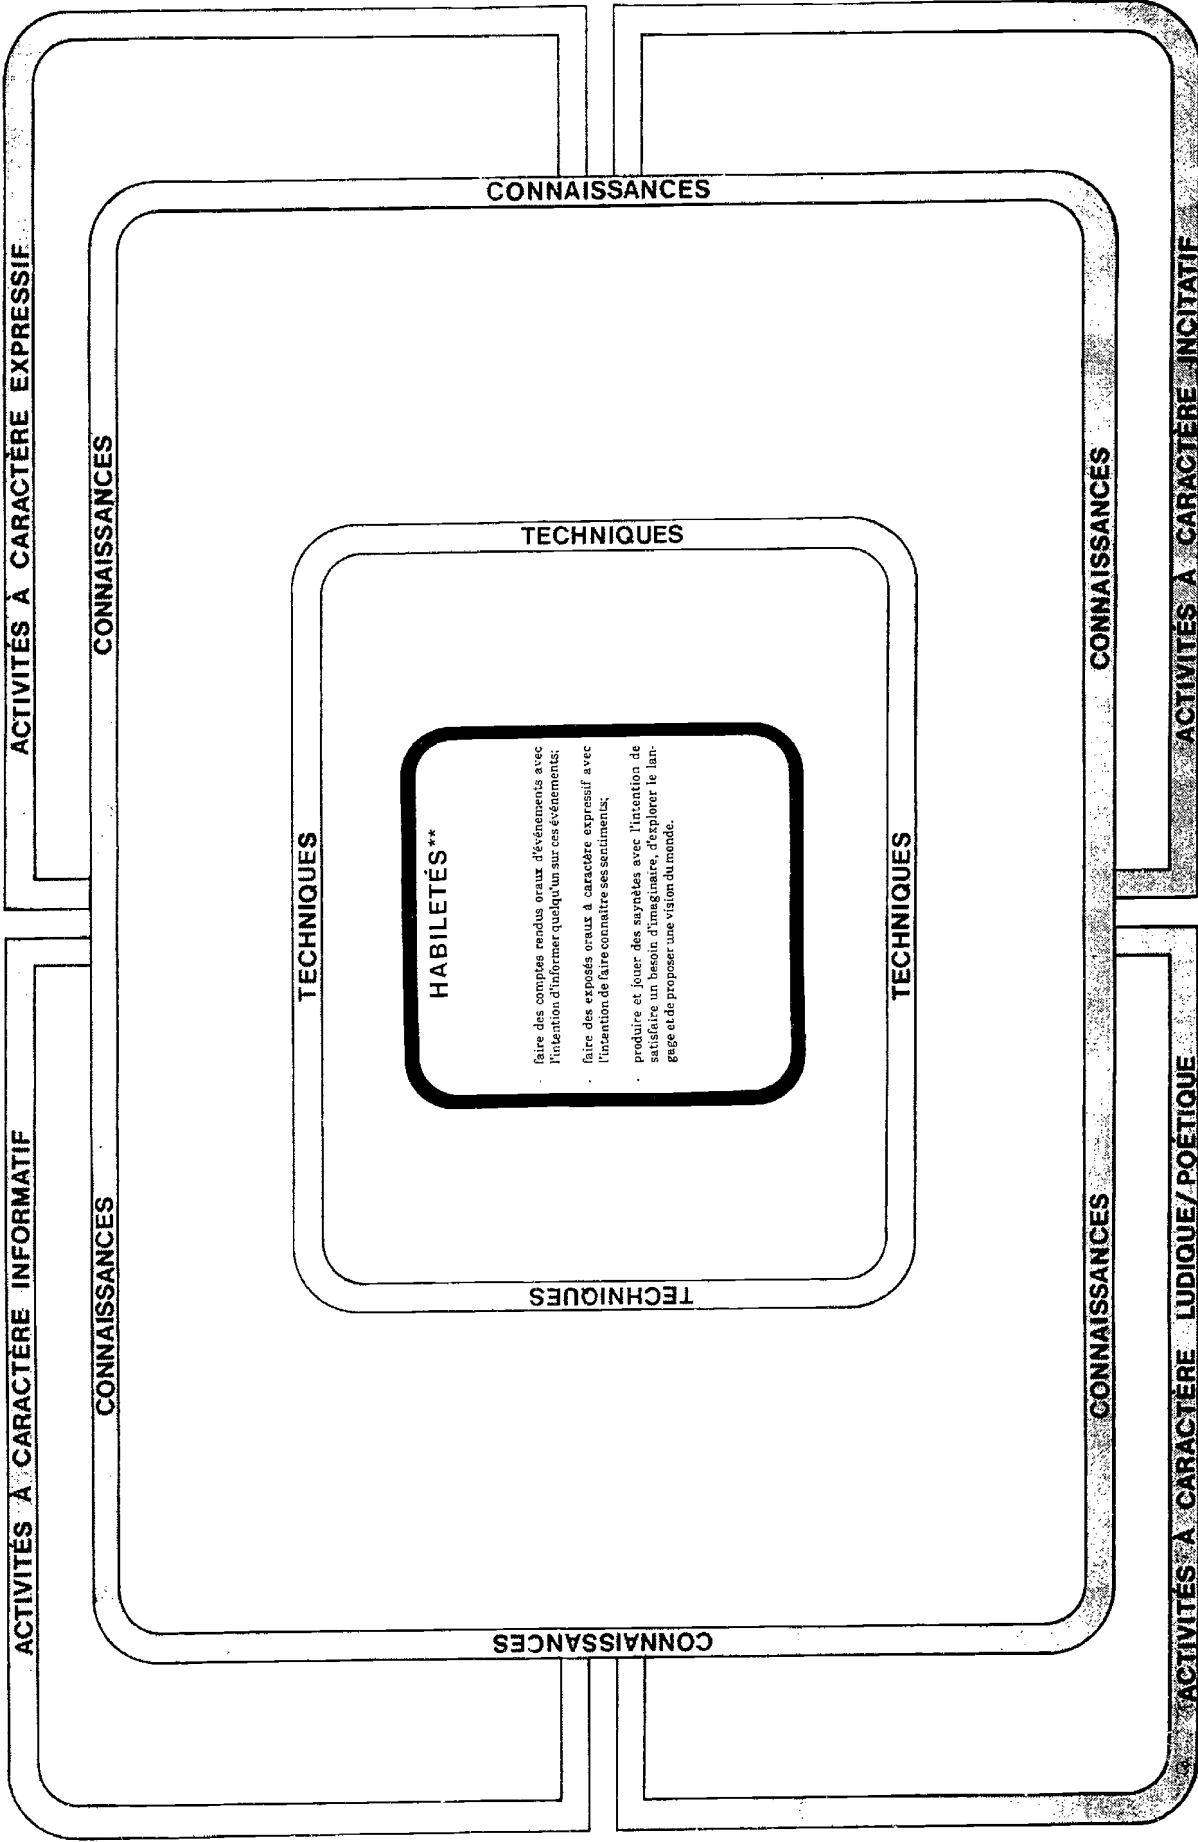 ACTIVITÉS À CARACTÈRE INFORMATIF
ACTIVITÉS À CARACTÈRE EXPRESSIF
CONNAISSANCES
CONNAISSANCES
TECHNIQUES
HABILETÉS**
- faire des comptes rendus oraux d'événements avec
l'intention d'informer quelqu'un sur ces événements;
- faire des exposés oraux à caractère expressif avec
l'intention de faire connaître ses sentiments;
- produire et jouer des saynètes avec l'intention de
satisfaire un besoin d'imaginaire, d'explorer le lan-
gage et de proposer une vision du monde.
CONNAISSANCES
TECHNIQUES
TECHNIQUES
CONNAISSANCES
TECHNIQUES
CONNAISSANCES
CONNAISSANCES
ACTIVITÉS À CARACTÈRE LUDIQUE/POÉTIQUE
ACTIVITÉS À CARACTÈRE INCITATIF